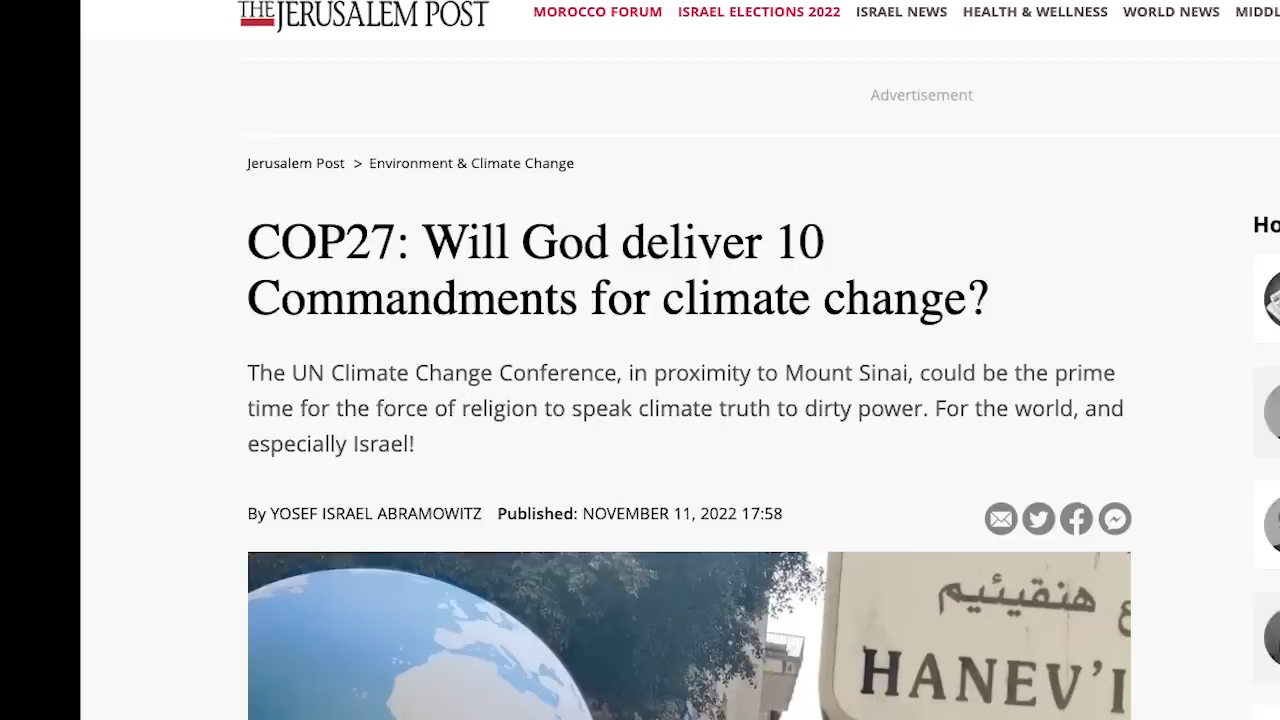 THE JERUSALEM POST
MOROCCO FORUM ISRAEL ELECTIONS 2022 ISRAEL NEWS HEALTH & WELLNESS WORLD NEWS
Advertisement
Jerusalem Post > Environment & Climate Change
COP27: Will God deliver 10
Commandments for climate change?
The UN Climate Change Conference, in proximity to Mount Sinai, could be the prime
time for the force of religion to speak climate truth to dirty power. For the world, and
especially Israel!
By YOSEF ISRAEL ABRAMOWITZ Published: NOVEMBER 11, 2022 17:58
هنقيئيم
HANEV'I